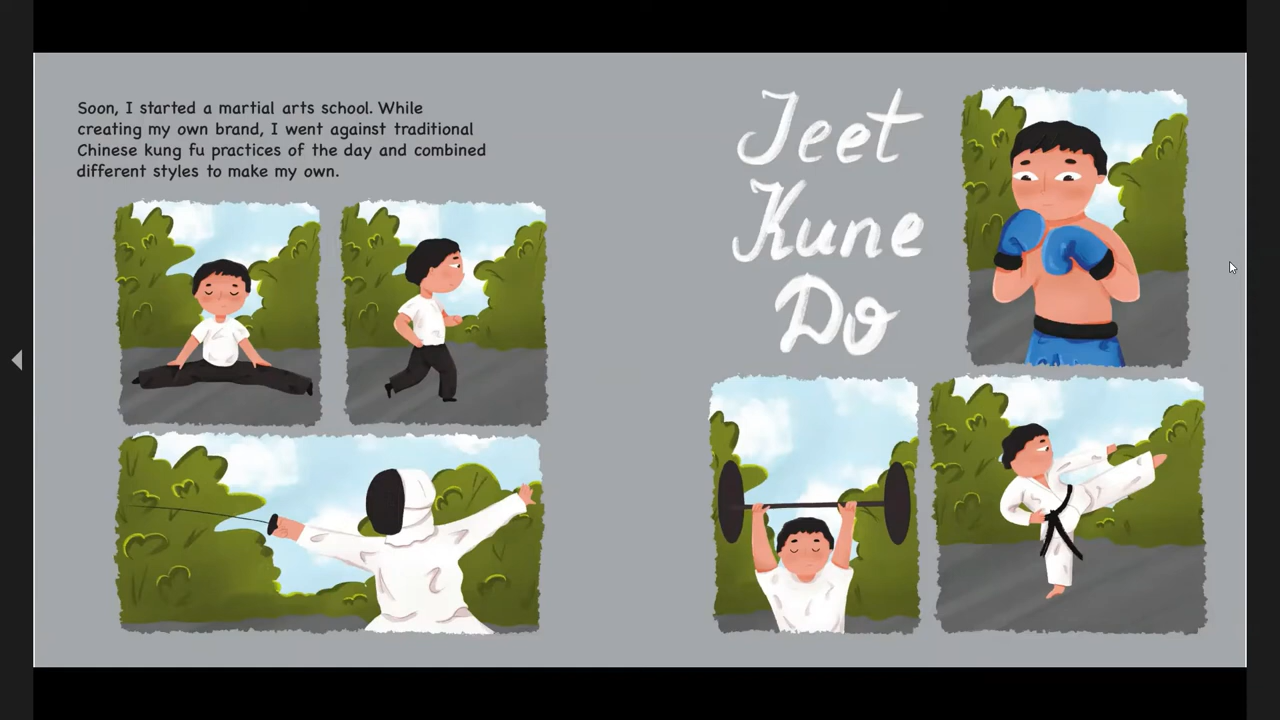 Soon, I started a martial arts school. While
creating my own brand, I went against traditional
Chinese kung fu practices of the day and combined
different styles to make my own.
Jeet
Kune
Do